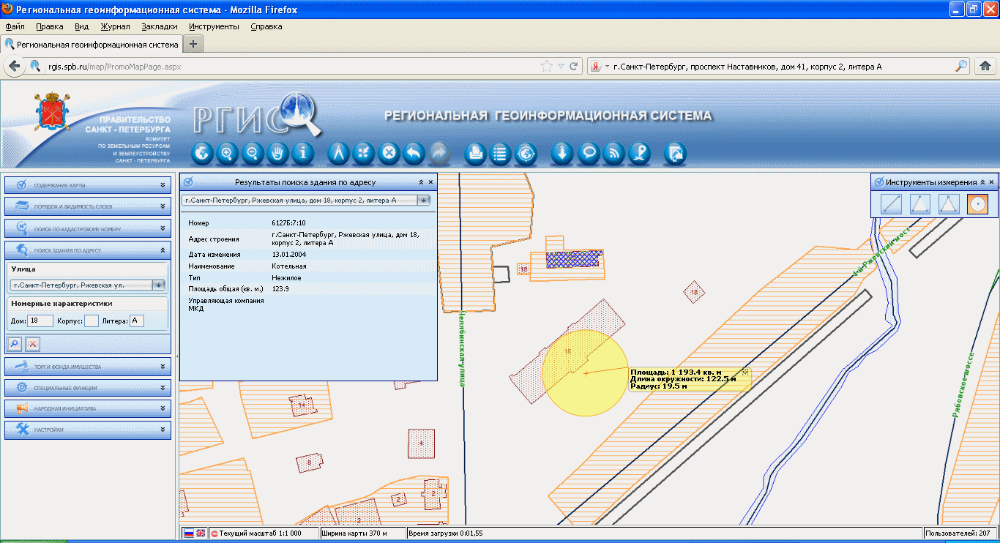 Региональная геоинформационная система - Mozilla Firefox
Файл Правка Вид Журнал Закладки Инструменты Справка
Региональная геоинформационная система
rgis.spb.ru/map/PromoMapPage.aspx
г.Санкт-Петербург, проспект Наставников, дом 41, корпус 2, литера А
ПРАВИТЕЛЬСТВО
САНКТ - ПЕТЕРБУРГА
КОМИТЕТ
ПО ЗЕМЕЛЬНЫМ РЕСУРСАМ
И ЗЕМЛЕУСТРОЙСТВУ
САНКТ - ПЕТЕРБУРГА
РГИС
РЕГИОНАЛЬНАЯ ГЕОИНФОРМАЦИОННАЯ СИСТЕМА
СОДЕРЖАНИЕ КАРТЫ
ПОРЯДОК И ВИДИМОСТЬ СЛОЕВ
ПОИСК ПО КАДАСТРОВОМУ НОМЕРУ
ПОИСК ЗДАНИЯ ПО АДРЕСУ
Улица
г.Санкт-Петербург, Ржевская ул.
Номерные характеристики
Дом: 18 Корпус: Литера: А
ТОРГИ ФОНДА ИМУЩЕСТВА
СПЕЦИАЛЬНЫЕ ФУНКЦИИ
НАРОДНАЯ ИНИЦИАТИВА
НАСТРОЙКИ
Результаты поиска здания по адресу
г.Санкт-Петербург, Ржевская улица, дом 18, корпус 2, литера А
Номер 6127Б:7:10
Адрес строения г.Санкт-Петербург, Ржевская улица, дом 18,
корпус 2, литера А
Дата изменения 13.01.2004
Наименование Котельная
Тип Нежилое
Площадь общая (кв. м.) 123.9
Управляющая компания
МКД
Инструменты измерения
4-й Ржевский мост
18
18
18
Челябинская улица
Площадь: 1 193.4 кв. м
Длина окружности: 122.5 м
Радиус: 19.5 м
Рябовское шоссе
14
4
8
2
2
2
Текущий масштаб 1:1 000
Ширина карты 370 м
Время загрузки 0:01,55
Пользователей: 207